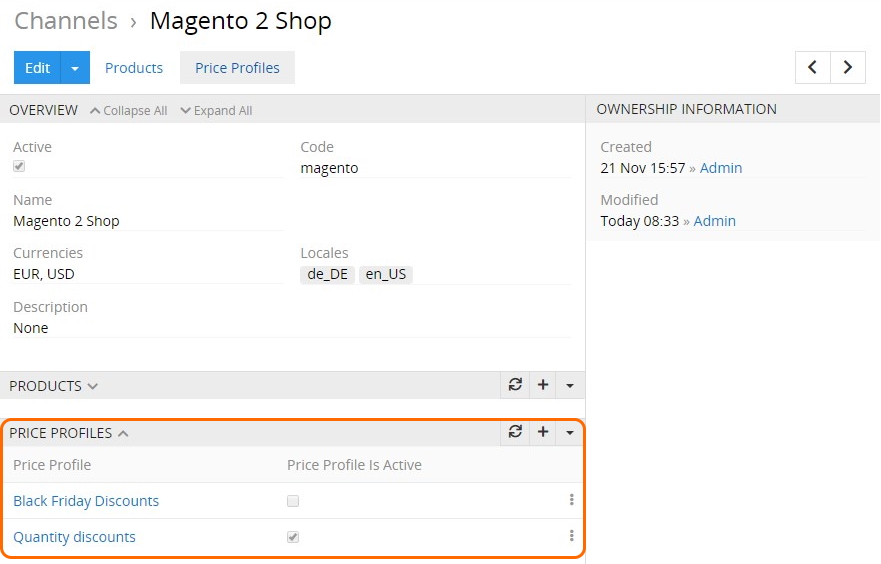 Channels › Magento 2 Shop
Edit Products Price Profiles
OVERVIEW Collapse All Expand All
Active
Code
magento
Name
Magento 2 Shop
Currencies
EUR, USD
Locales
de_DE en_US
Description
None
OWNERSHIP INFORMATION
Created
21 Nov 15:57 » Admin
Modified
Today 08:33 » Admin
PRODUCTS
PRICE PROFILES
Price Profile Price Profile Is Active
Black Friday Discounts
Quantity discounts